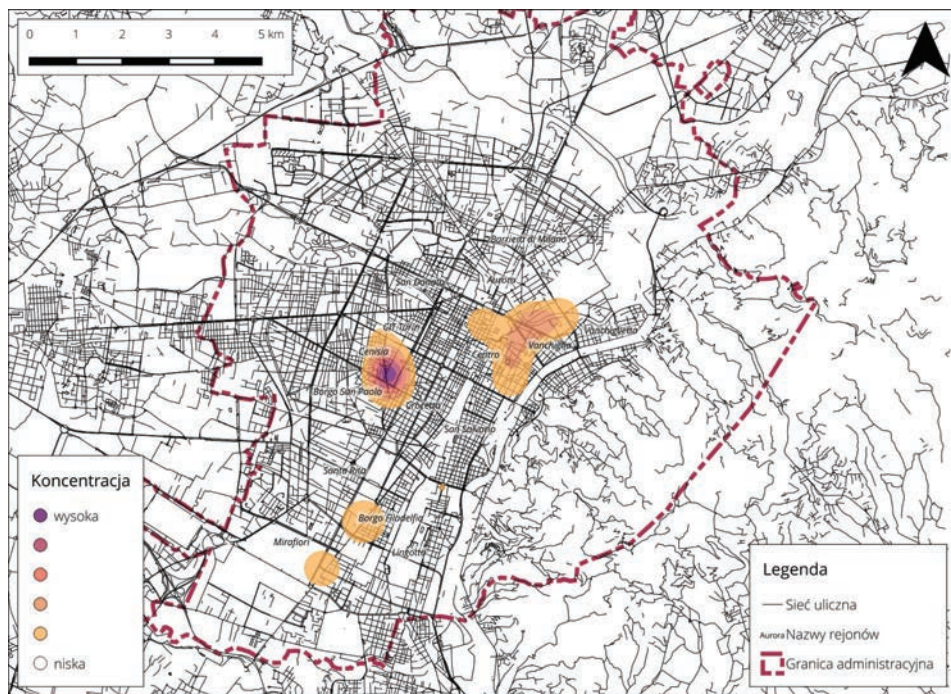 0 1 2 3 4 5 km
Barriera di Milano
Aurora
San Donato
Vanchiglietta
Cenisia
Centro
Vanchiglia
Borgo San Paolo
Crocetta
San Salvario
Santa Rita
Borgo Filadelfia
Mirafiori
Lingotto
Koncentracja
wysoka
niska
Legenda
Sieć uliczna
Aurora Nazwy rejonów
Granica administracyjna